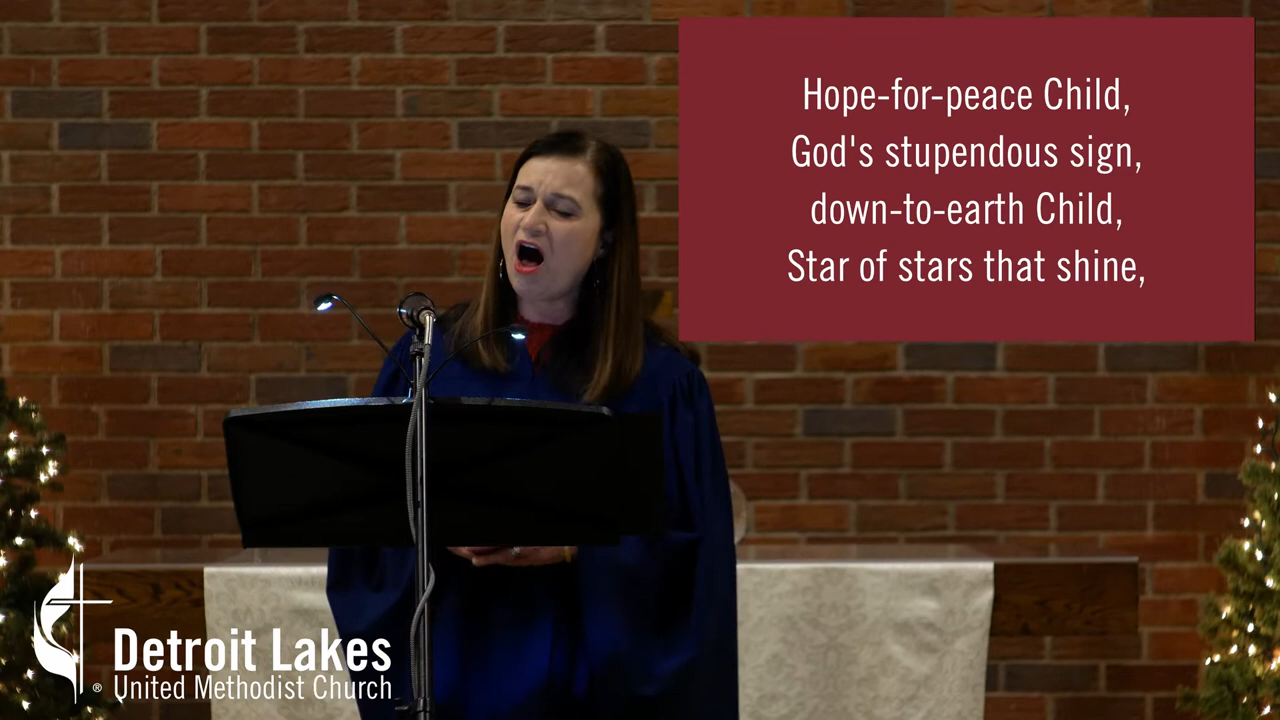 Hope-for-peace Child,
God's stupendous sign,
down-to-earth Child,
Star of stars that shine,
Detroit Lakes
® United Methodist Church